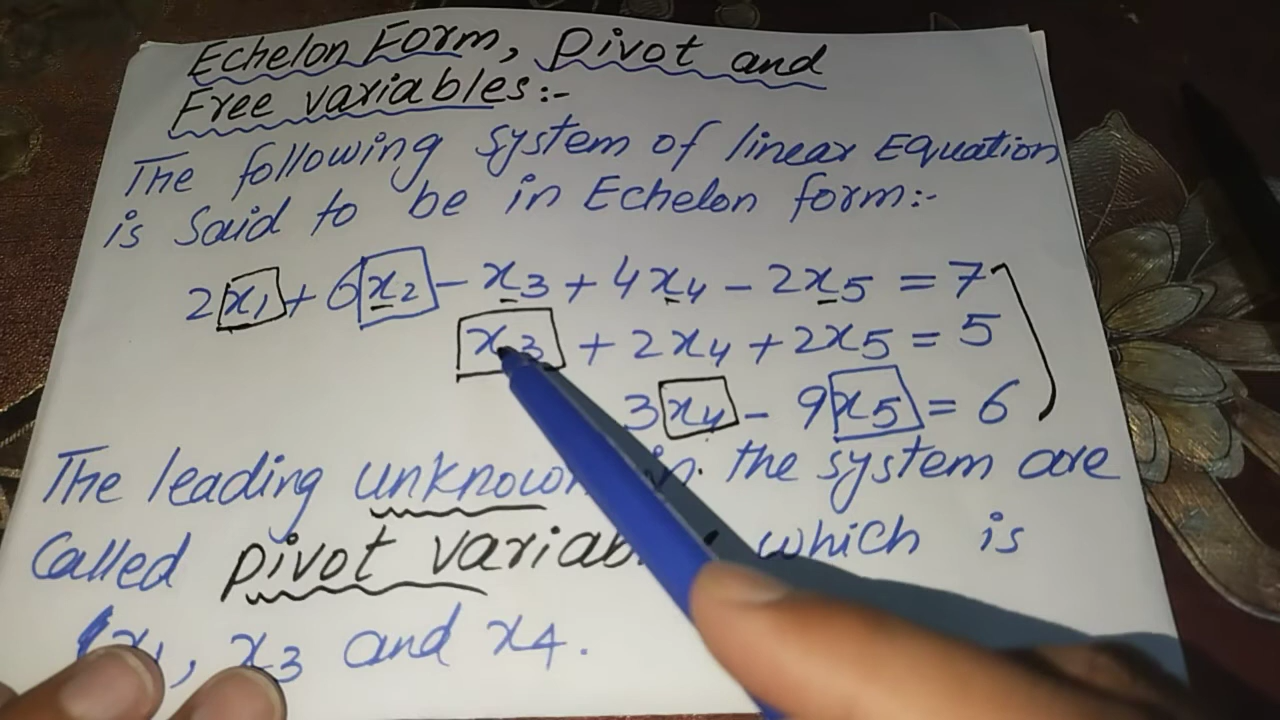 Echelon Form, Pivot and
Free variables:-
The following system of linear Equation
is said to be in Echelon form:-
2x1 + 6x2 - x3 + 4x4 - 2x5 = 7
x3 + 2x4 + 2x5 = 5
3x4 - 9x5 = 6
The leading in the system are
called pivot which is
x1, x3 and x4.